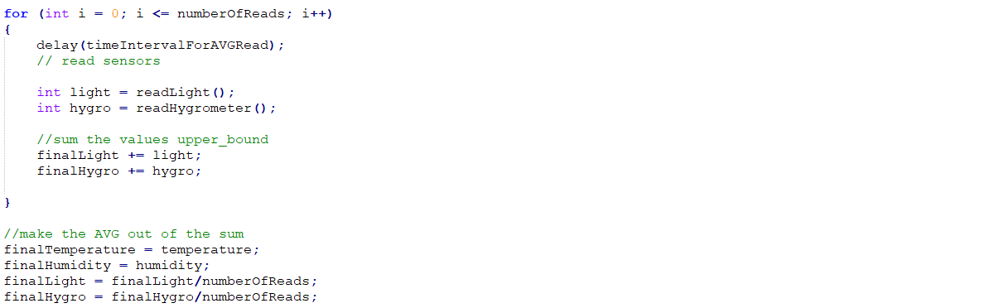 for (int i = 0; i <= numberOfReads; i++)
{
    delay(timeIntervalForAVGRead);
    // read sensors
    int light = readLight();
    int hygro = readHygrometer();
    //sum the values upper_bound
    finalLight += light;
    finalHygro += hygro;
}
//make the AVG out of the sum
finalTemperature = temperature;
finalHumidity = humidity;
finalLight = finalLight/numberOfReads;
finalHygro = finalHygro/numberOfReads;